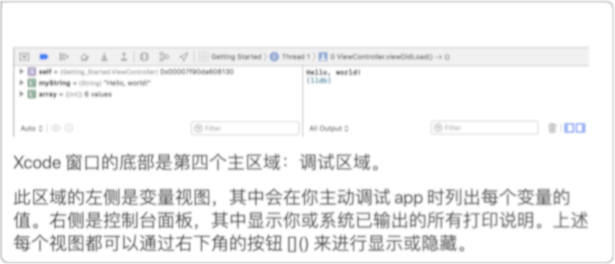 Getting Started 〉 Thread 1 〉 0 ViewController.viewDidLoad() -> ()
self = (Getting_Started.ViewController) 0x00007f90da608130
Hello, world!
myString = (String) "Hello, world!"
(lldb)
array = ([Int]) 6 values
Auto
Filter
All Output
Filter
Xcode 窗口的底部是第四个主区域：调试区域。
此区域的左侧是变量视图，其中会在你主动调试 app 时列出每个变量的
值。右侧是控制台面板，其中显示你或系统已输出的所有打印说明。上述
每个视图都可以通过右下角的按钮 []() 来进行显示或隐藏。